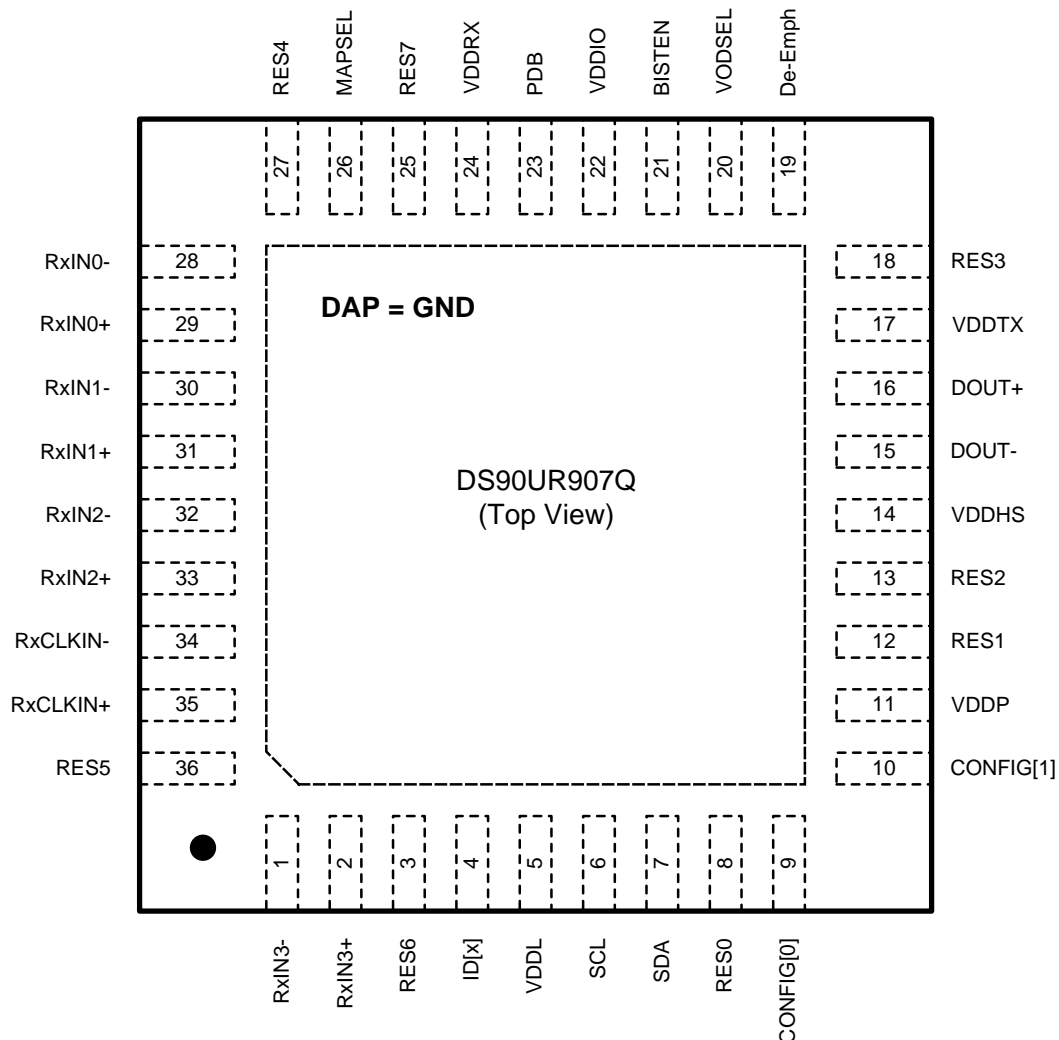 RES4
MAPSEL
RES7
VDDRX
PDB
VDDIO
BISTEN
VODSEL
De-Emph
27
26
25
24
23
22
21
20
19
RxIN0-
28
DAP = GND
18
RES3
RxIN0+
29
17
VDDTX
RxIN1-
30
16
DOUT+
RxIN1+
31
15
DOUT-
DS90UR907Q
(Top View)
RxIN2-
32
14
VDDHS
RxIN2+
33
13
RES2
RxCLKIN-
34
12
RES1
RxCLKIN+
35
11
VDDP
RES5
36
10
CONFIG[1]
1
2
3
4
5
6
7
8
9
RxIN3-
RxIN3+
RES6
ID[x]
VDDL
SCL
SDA
RES0
CONFIG[0]